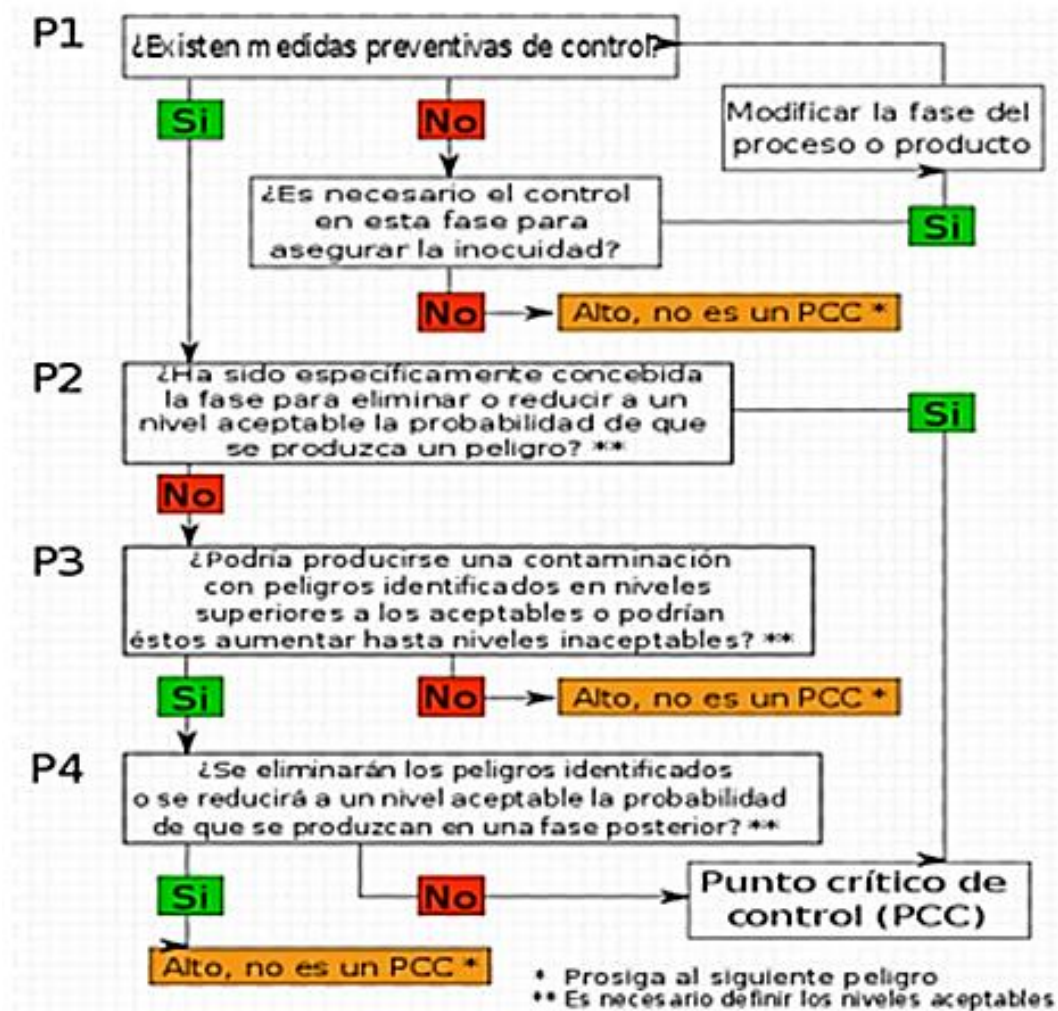 P1
¿Existen medidas preventivas de control?
Si
No
Modificar la fase del
proceso o producto
¿Es necesario el control
en esta fase para
asegurar la inocuidad?
Si
No
Alto, no es un PCC *
P2
¿Ha sido específicamente concebida
la fase para eliminar o reducir a un
nivel aceptable la probabilidad de que
se produzca un peligro? **
Si
No
P3
¿Podría producirse una contaminación
con peligros identificados en niveles
superiores a los aceptables o podrían
éstos aumentar hasta niveles inaceptables? **
Si
No
Alto, no es un PCC *
P4
¿Se eliminarán los peligros identificados
o se reducirá a un nivel aceptable la probabilidad
de que se produzcan en una fase posterior? **
Si
No
Punto crítico de
control (PCC)
Alto, no es un PCC *
* Prosiga al siguiente peligro
** Es necesario definir los niveles aceptables